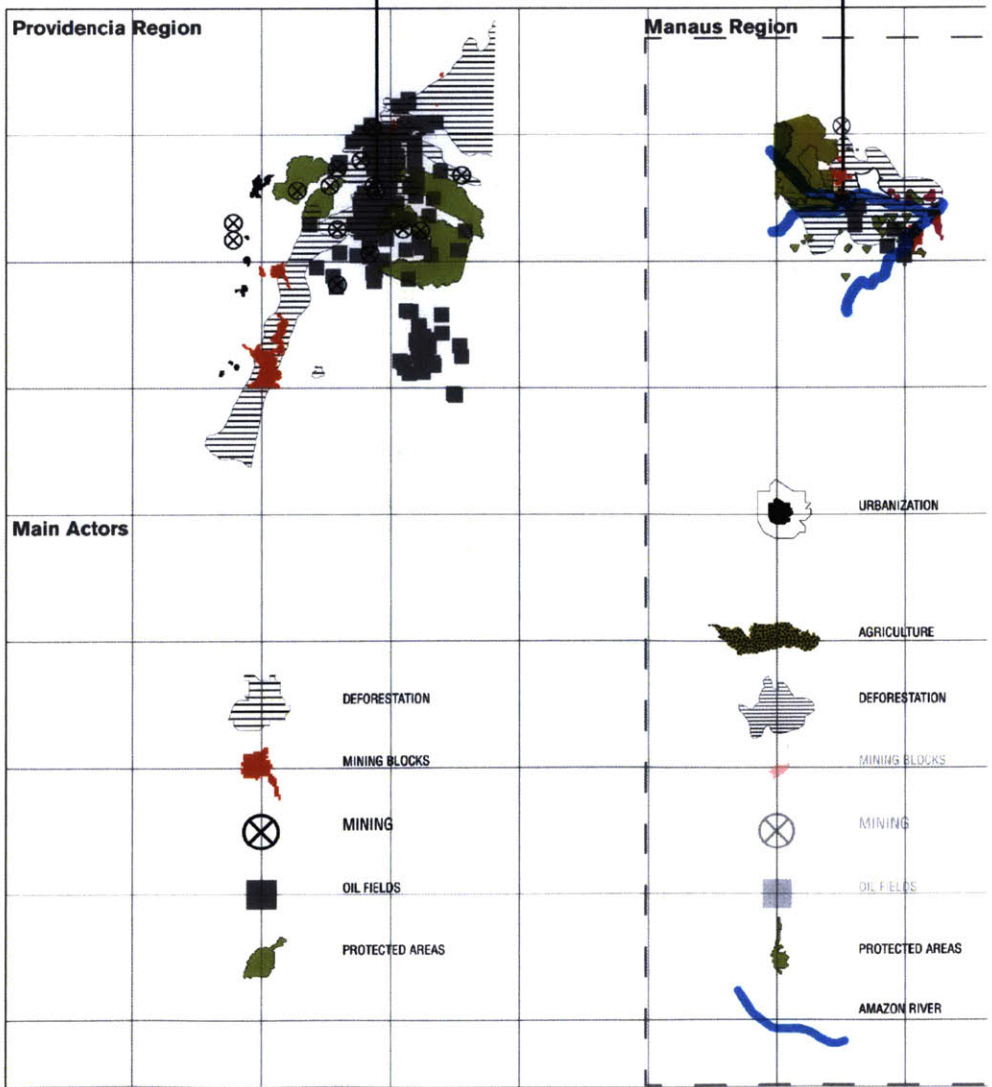 Providencia Region
Manaus Region
Main Actors
DEFORESTATION
MINING BLOCKS
MINING
OIL FIELDS
PROTECTED AREAS
URBANIZATION
AGRICULTURE
DEFORESTATION
MINING BLOCKS
MINING
OIL FIELDS
PROTECTED AREAS
AMAZON RIVER